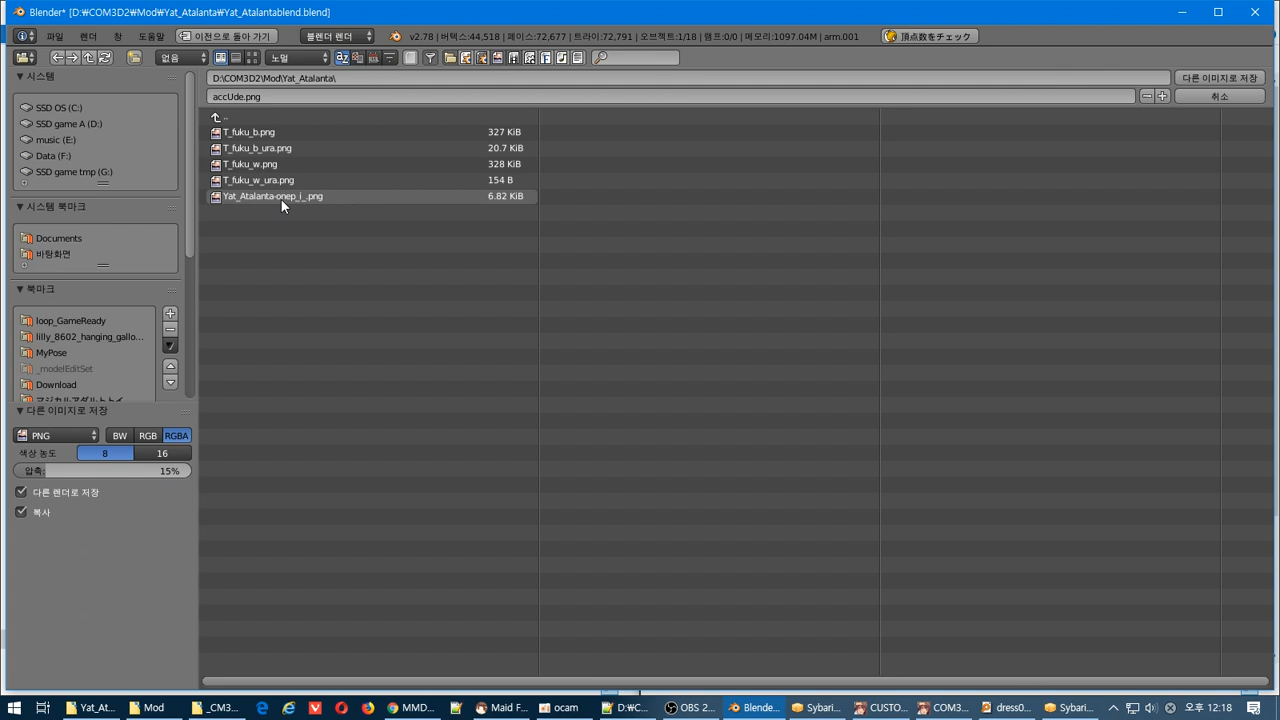 Blender* [D:₩COM3D2₩Mod₩Yat_Atalanta₩Yat_Atalantablend.blend]
파일 렌더 창 도움말 이전으로 돌아 가기 블렌더 렌더 v2.78 | 버텍스:44,518 | 페이스:72,677 | 트라이:72,791 | 오브젝트:1/18 | 램프:0/0 | 메모리:1097.04M | arm.001 頂点数をチェック
없음 노멀
시스템
SSD OS (C:)
SSD game A (D:)
music (E:)
Data (F:)
SSD game tmp (G:)
시스템 북마크
Documents
바탕화면
북마크
loop_GameReady
lilly_8602_hanging_gallo...
MyPose
_modelEditSet
Download
다른 이미지로 저장
PNG BW RGB RGBA
색상 농도 8 16
압축: 15%
다른 렌더로 저장
복사
D:\COM3D2\Mod\Yat_Atalanta\ 다른 이미지로 저장
accUde.png 취소
..
T_fuku_b.png 327 KiB
T_fuku_b_ura.png 20.7 KiB
T_fuku_w.png 328 KiB
T_fuku_w_ura.png 154 B
Yat_Atalanta-onep_i_.png 6.82 KiB
Yat_At... Mod _CM3... MMD... Maid F... ocam D:₩C... OBS 2... Blende... Sybari... CUSTO... COM3... dress0... Sybari... 오후 12:18